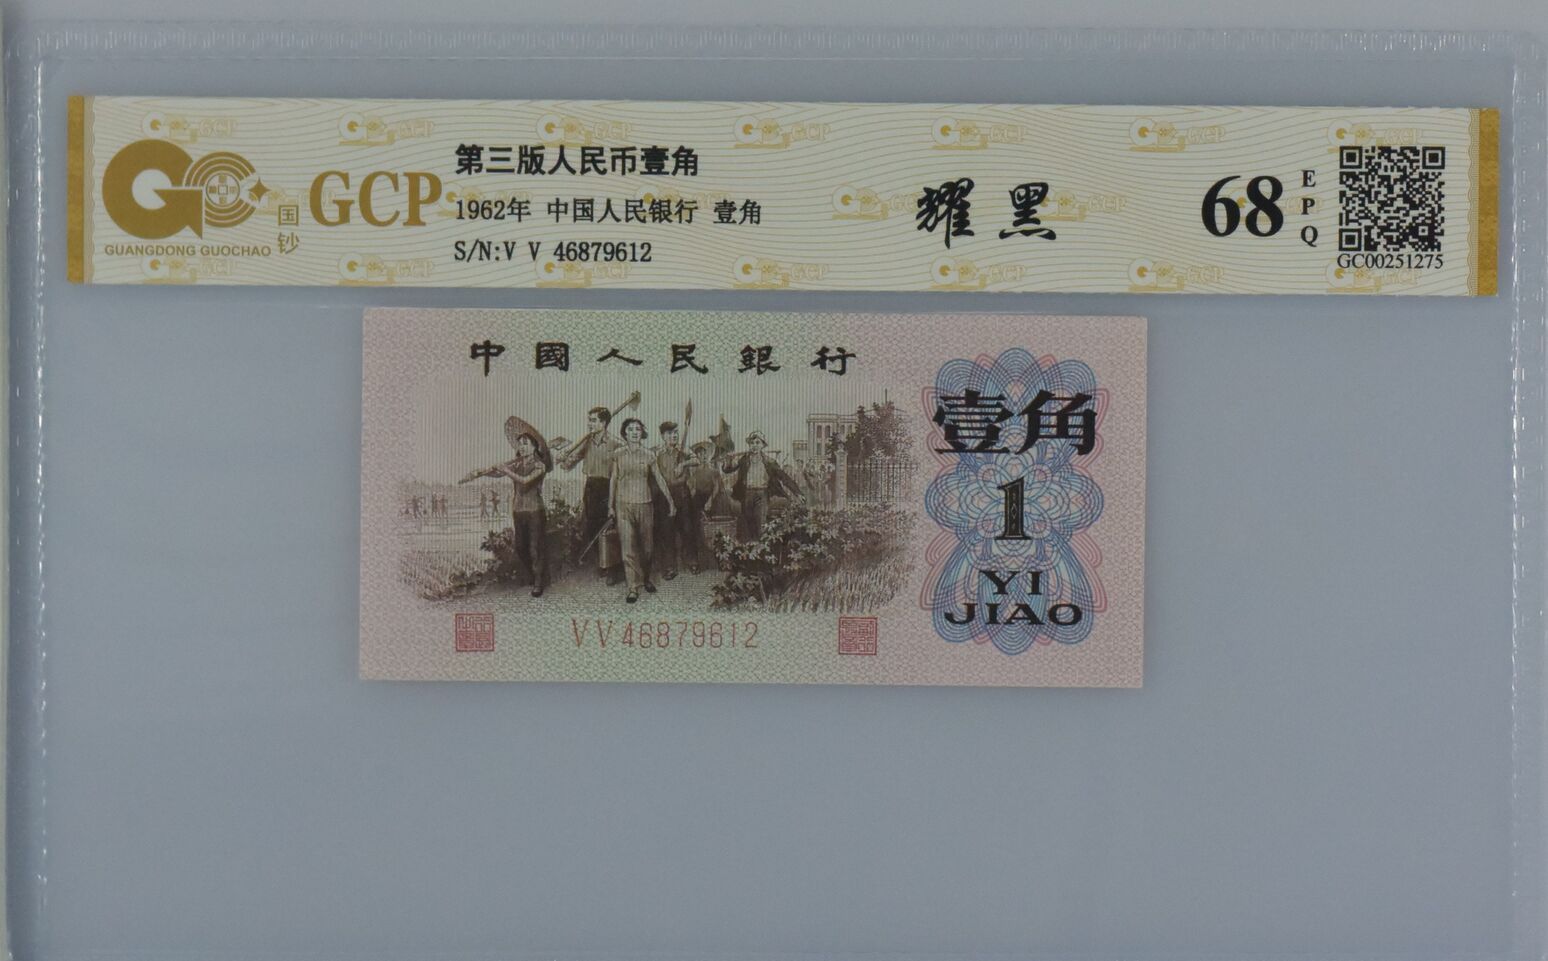 GUANGDONG GUOCHAO
国钞
GCP
第三版人民币壹角
1962年 中国人民银行 壹角
S/N:V V 46879612
耀黑
68
EPQ
GC00251275
中國人民銀行
壹角
1
YI
JIAO
VV46879612